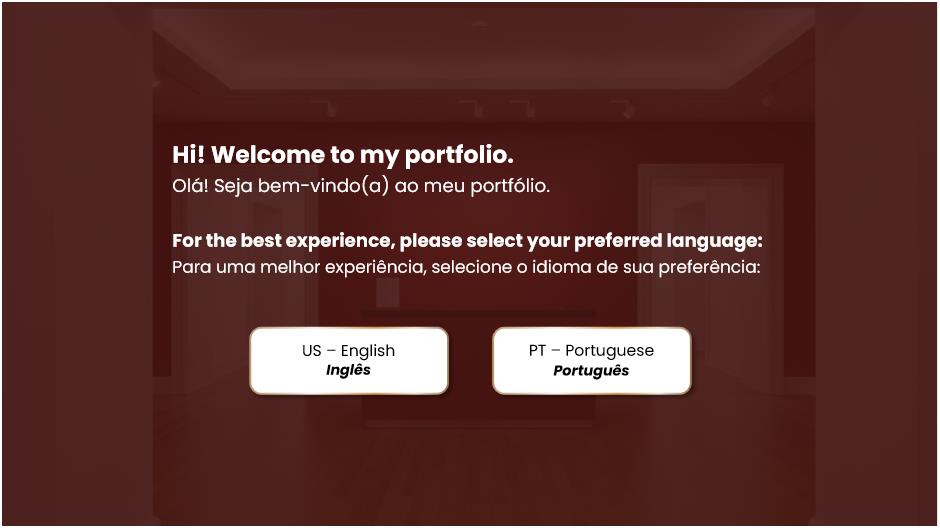 Hi! Welcome to my portfolio.
Olá! Seja bem-vindo(a) ao meu portfólio.
For the best experience, please select your preferred language:
Para uma melhor experiência, selecione o idioma de sua preferência:
US – English
Inglês
PT – Portuguese
Português